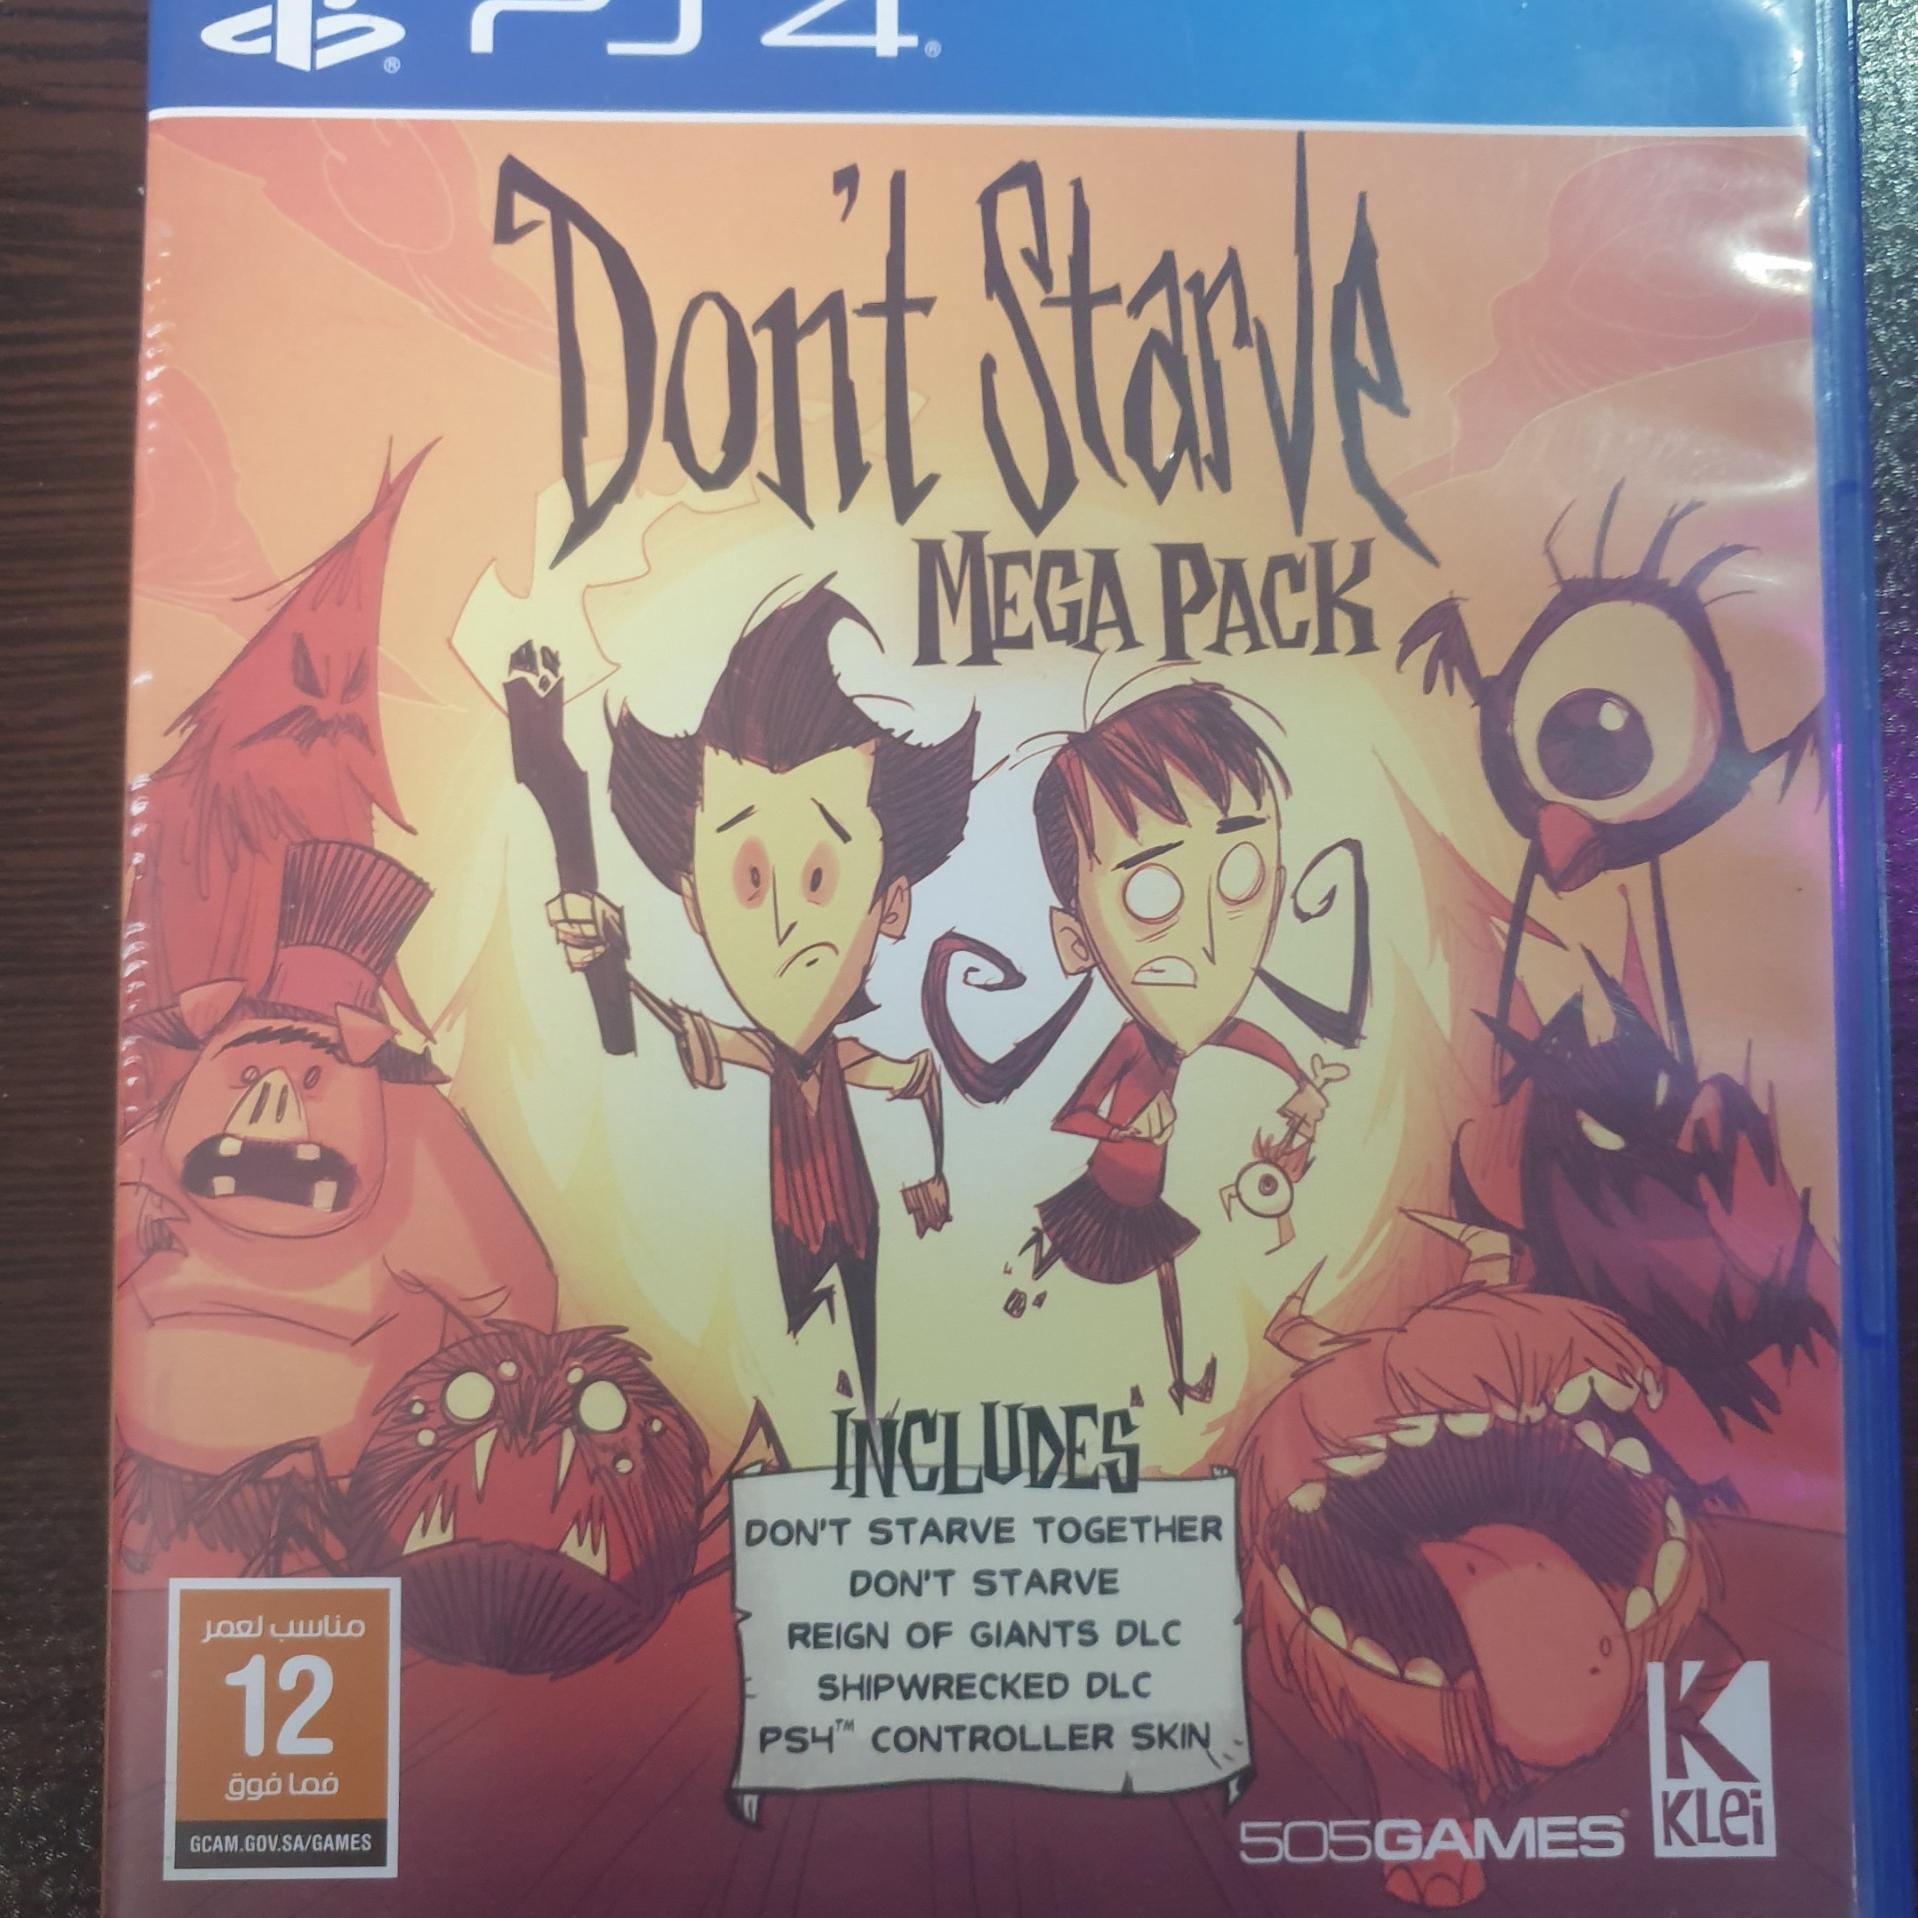 PS4
Don't Starve
MEGA PACK
INCLUDES
DON'T STARVE TOGETHER
DON'T STARVE
REIGN OF GIANTS DLC
SHIPWRECKED DLC
PS4™ CONTROLLER SKIN
مناسب لعمر
12
فما فوق
GCAM.GOV.SA/GAMES
505GAMES
K
KLEi